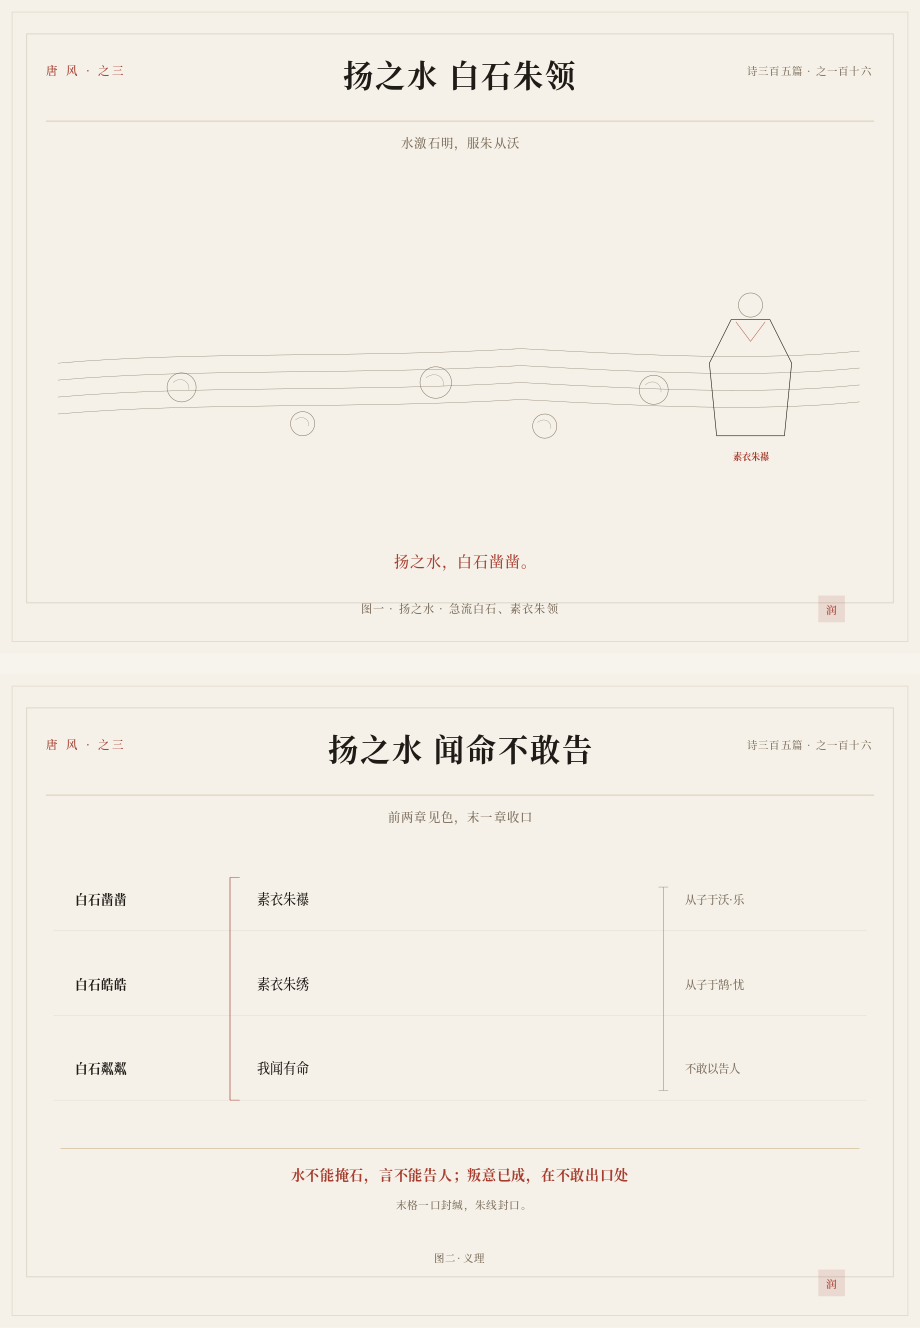 唐风·之三
扬之水 白石朱领
诗三百五篇·之一百十六
水激石明，服朱从沃
素衣朱襮
扬之水，白石凿凿。
图一·扬之水·急流白石、素衣朱领
润
唐风·之三
扬之水 闻命不敢告
诗三百五篇·之一百十六
前两章见色，末一章收口
白石凿凿 素衣朱襮 从子于沃·乐
白石皓皓 素衣朱绣 从子于鹄·忧
白石粼粼 我闻有命 不敢以告人
水不能掩石，言不能告人；叛意已成，在不敢出口处
末格一口封缄，朱线封口。
图二·义理
润